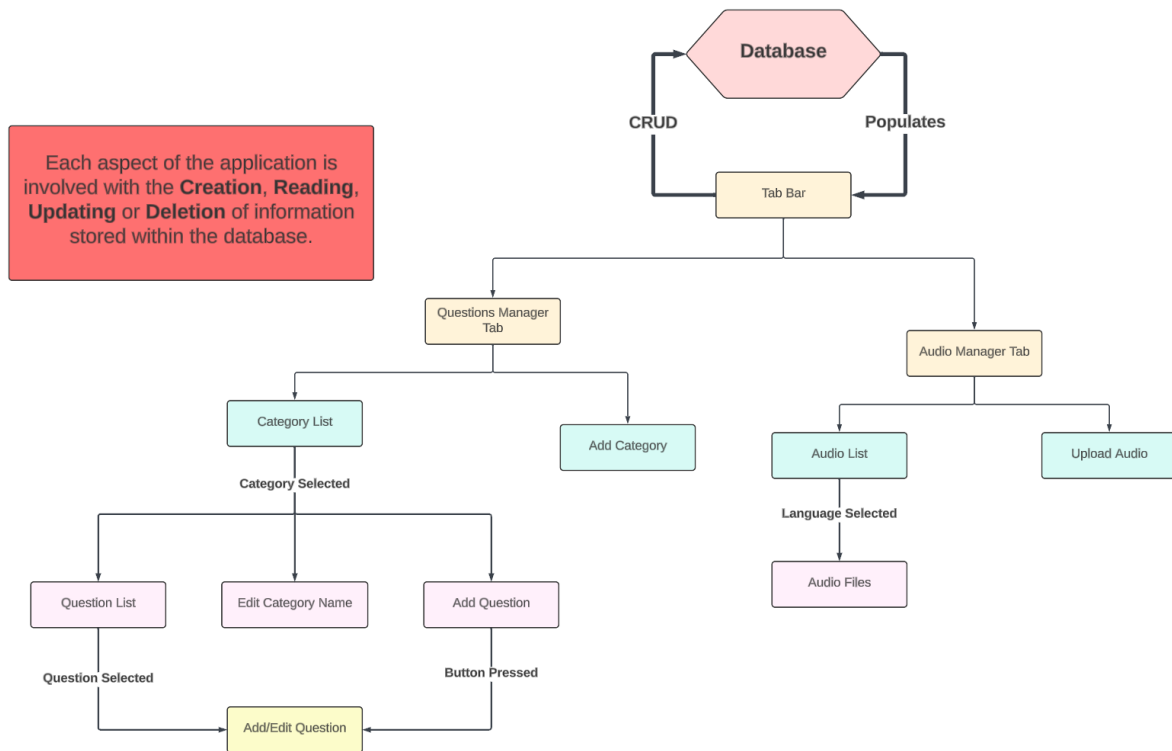 Database
CRUD
Populates
Each aspect of the application is
involved with the Creation, Reading,
Updating or Deletion of information
stored within the database.
Tab Bar
Questions Manager
Tab
Audio Manager Tab
Category List
Add Category
Audio List
Upload Audio
Category Selected
Language Selected
Question List
Edit Category Name
Add Question
Audio Files
Question Selected
Button Pressed
Add/Edit Question